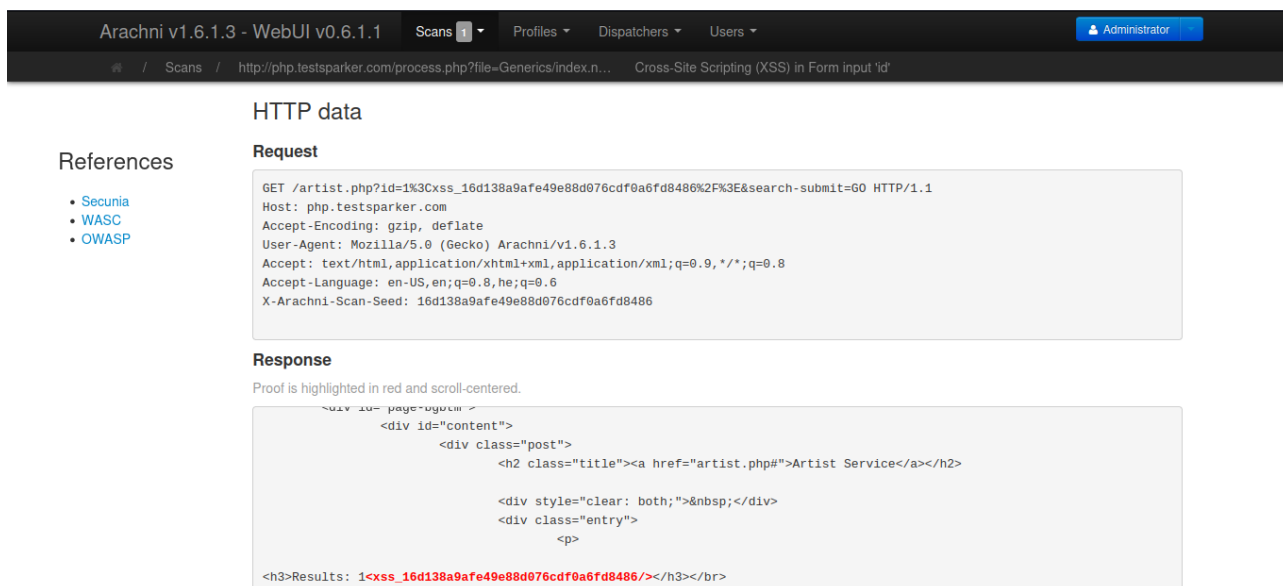 Arachni v1.6.1.3 - WebUI v0.6.1.1 Scans 1 Profiles Dispatchers Users Administrator
/ Scans / http://php.testsparker.com/process.php?file=Generics/index.n... Cross-Site Scripting (XSS) in Form input 'id'
HTTP data
References
Secunia
WASC
OWASP
Request
GET /artist.php?id=1%3Cxss_16d138a9afe49e88d076cdf0a6fd8486%2F%3E&search-submit=GO HTTP/1.1
Host: php.testsparker.com
Accept-Encoding: gzip, deflate
User-Agent: Mozilla/5.0 (Gecko) Arachni/v1.6.1.3
Accept: text/html,application/xhtml+xml,application/xml;q=0.9,*/*;q=0.8
Accept-Language: en-US,en;q=0.8,he;q=0.6
X-Arachni-Scan-Seed: 16d138a9afe49e88d076cdf0a6fd8486
Response
Proof is highlighted in red and scroll-centered.
<div id="page-bgbtm">
<div id="content">
<div class="post">
<h2 class="title"><a href="artist.php#">Artist Service</a></h2>
<div style="clear: both;">&nbsp;</div>
<div class="entry">
<p>
<h3>Results: 1<xss_16d138a9afe49e88d076cdf0a6fd8486/></h3></br>